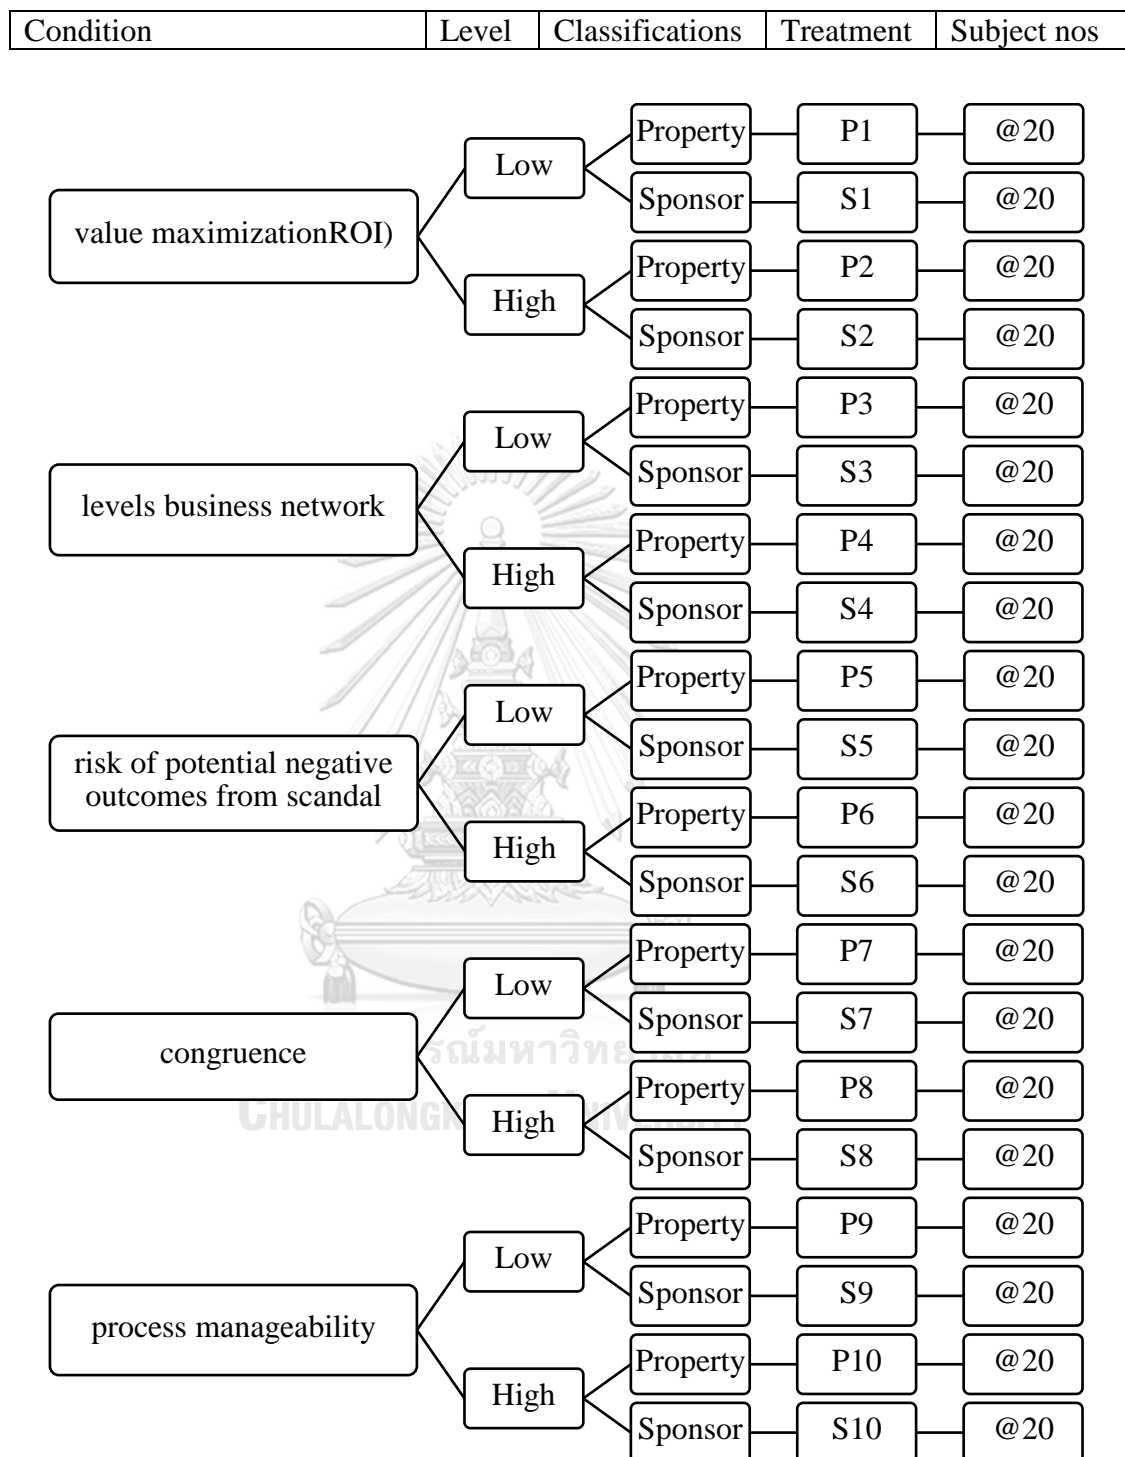 Condition Level Classifications Treatment Subject nos
Property P1 @20
Low
Sponsor S1 @20
value maximizationROI)
Property P2 @20
High
Sponsor S2 @20
Property P3 @20
Low
Sponsor S3 @20
levels business network
Property P4 @20
High
Sponsor S4 @20
Property P5 @20
Low
Sponsor S5 @20
risk of potential negative
outcomes from scandal
Property P6 @20
High
Sponsor S6 @20
Property P7 @20
Low
Sponsor S7 @20
congruence
Property P8 @20
High
Sponsor S8 @20
Property P9 @20
Low
Sponsor S9 @20
process manageability
Property P10 @20
High
Sponsor S10 @20